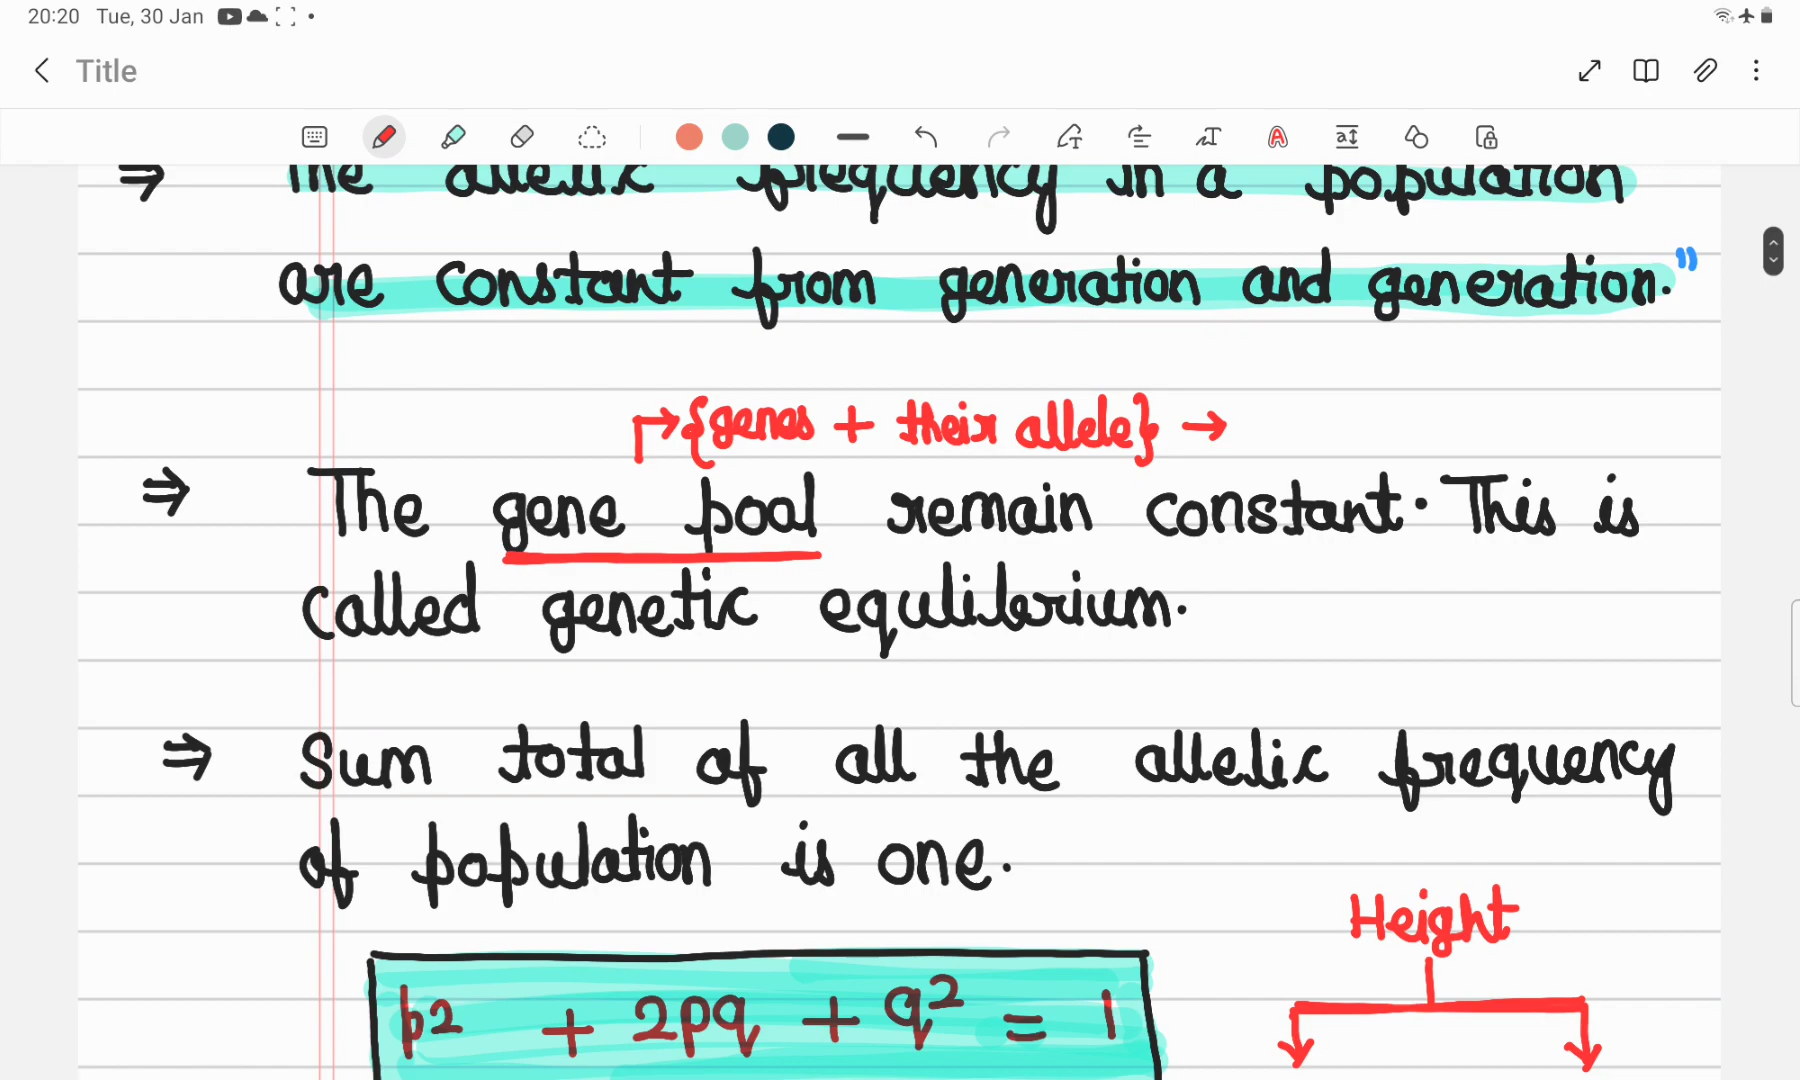 20:20 Tue, 30 Jan
Title
⇒ The allelic frequency in a population
are constant from generation and generation."
→{genes + their allele} →
⇒ The gene pool remain constant. This is
called genetic equlibrium.
⇒ Sum total of all the allelic frequency
of population is one.
Height
p2 + 2pq + q2 = 1